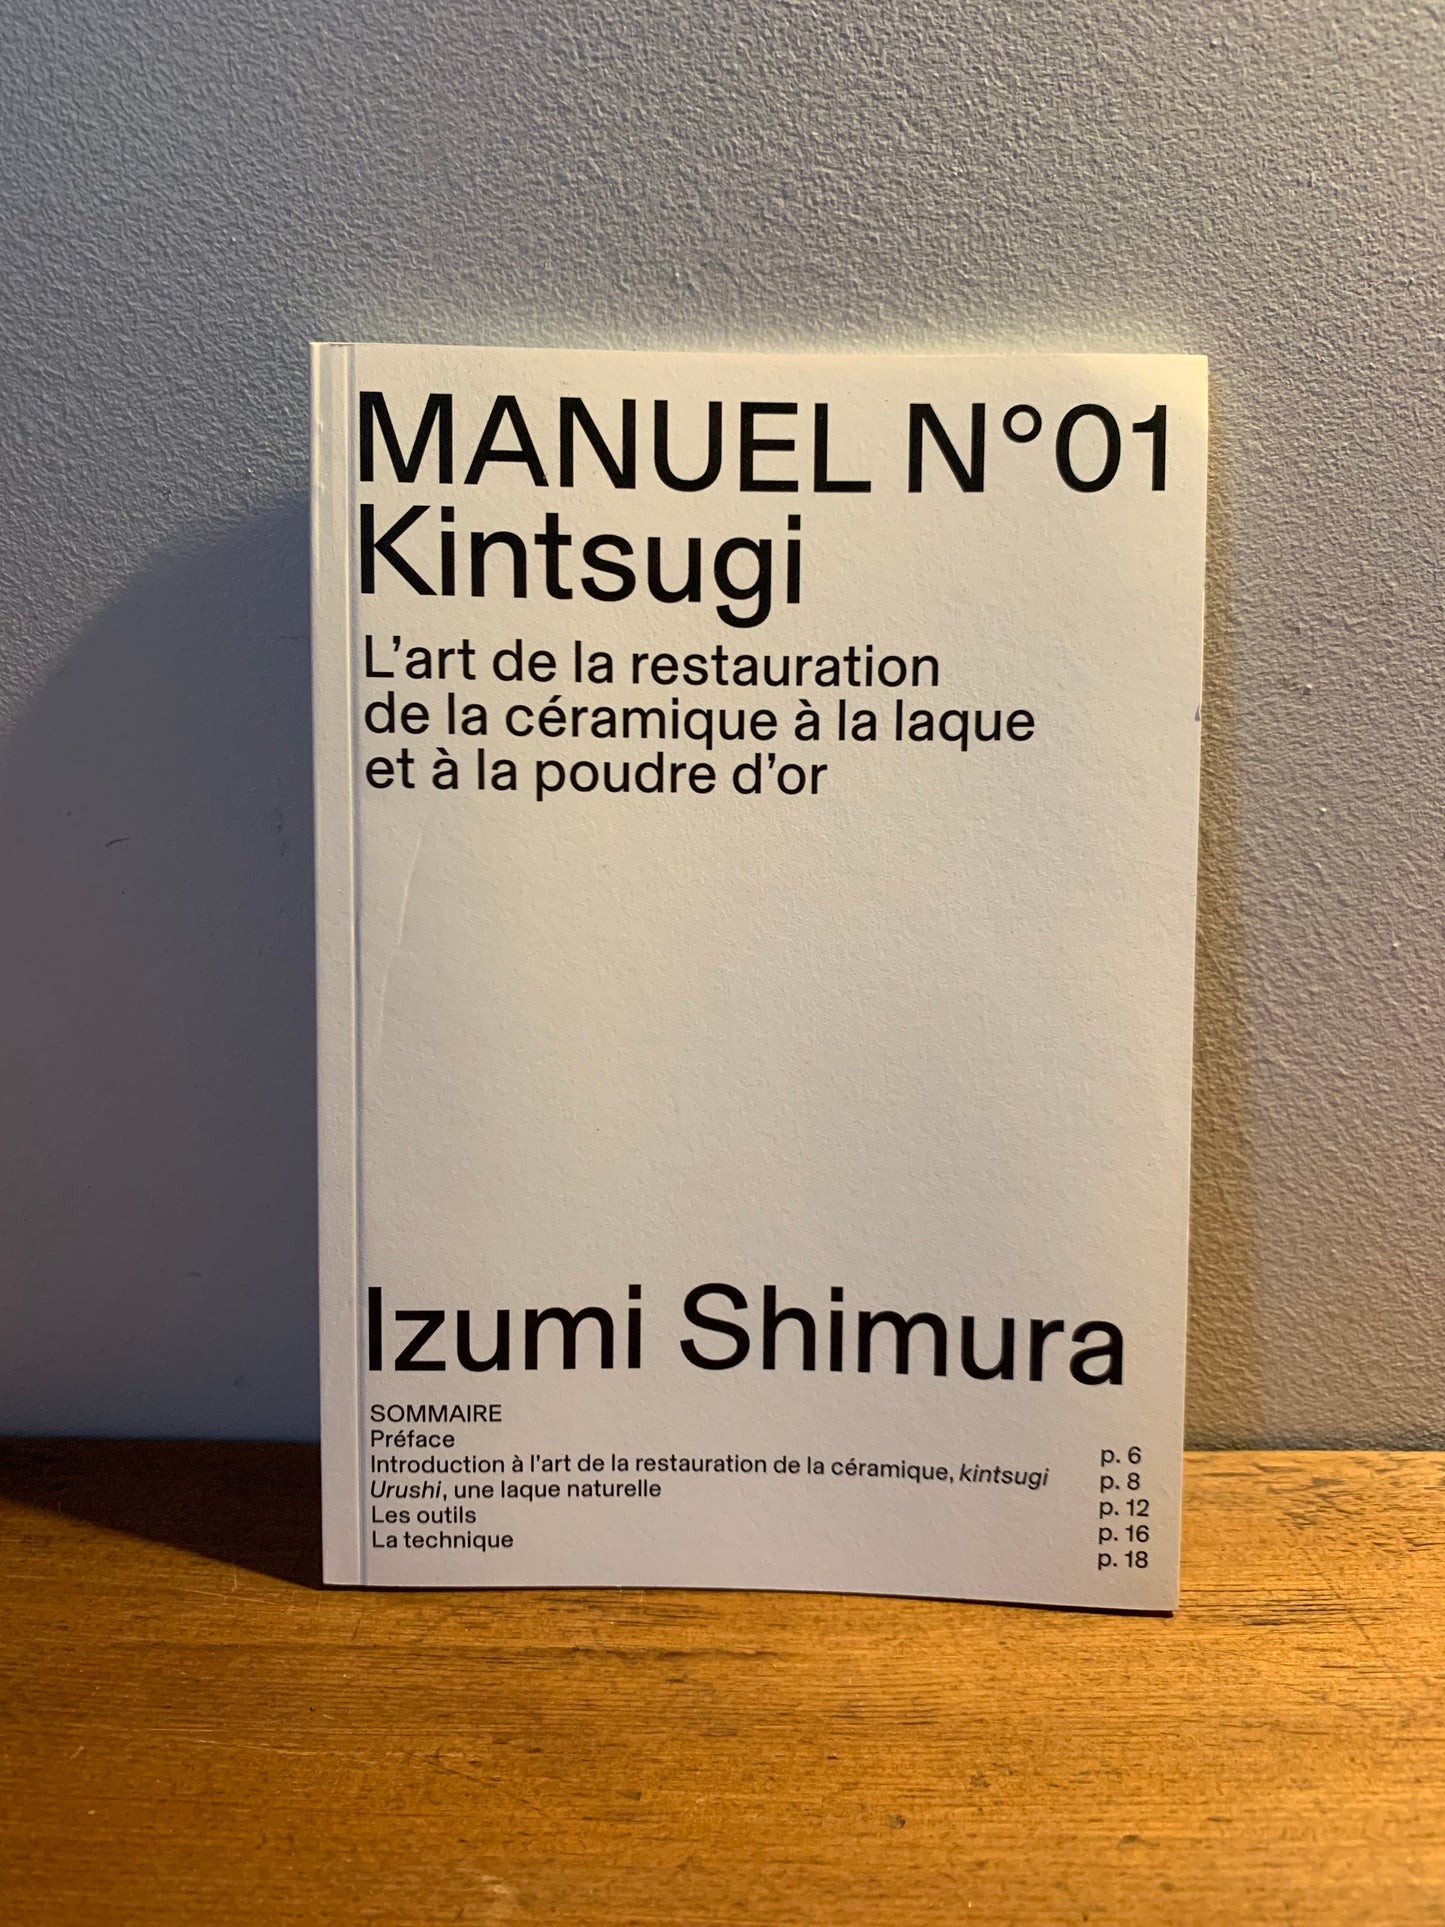 MANUEL N°01
Kintsugi
L'art de la restauration
de la céramique à la laque
et à la poudre d'or
Izumi Shimura
SOMMAIRE
Préface p. 6
Introduction à l'art de la restauration de la céramique, kintsugi p. 8
Urushi, une laque naturelle p. 12
Les outils p. 16
La technique p. 18